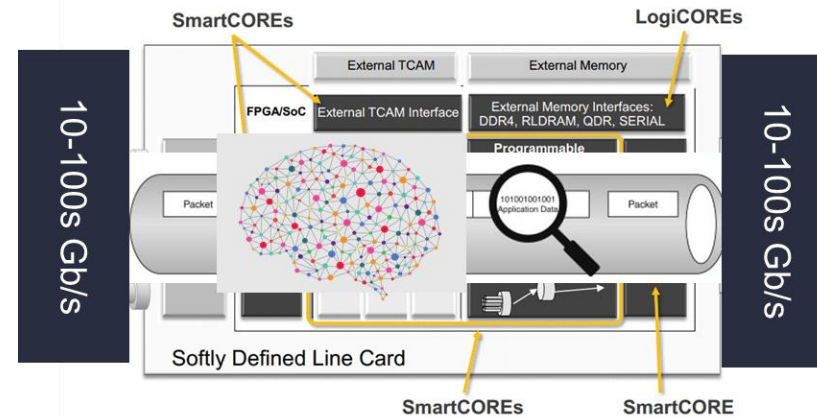 SmartCOREs
LogiCOREs
External TCAM
External Memory
FPGA/SoC
External TCAM Interface
External Memory Interfaces:
DDR4, RLDRAM, QDR, SERIAL
Programmable
10-100s Gb/s
Packet
101001001001
Application Data
Packet
10-100s Gb/s
Softly Defined Line Card
SmartCOREs
SmartCORE